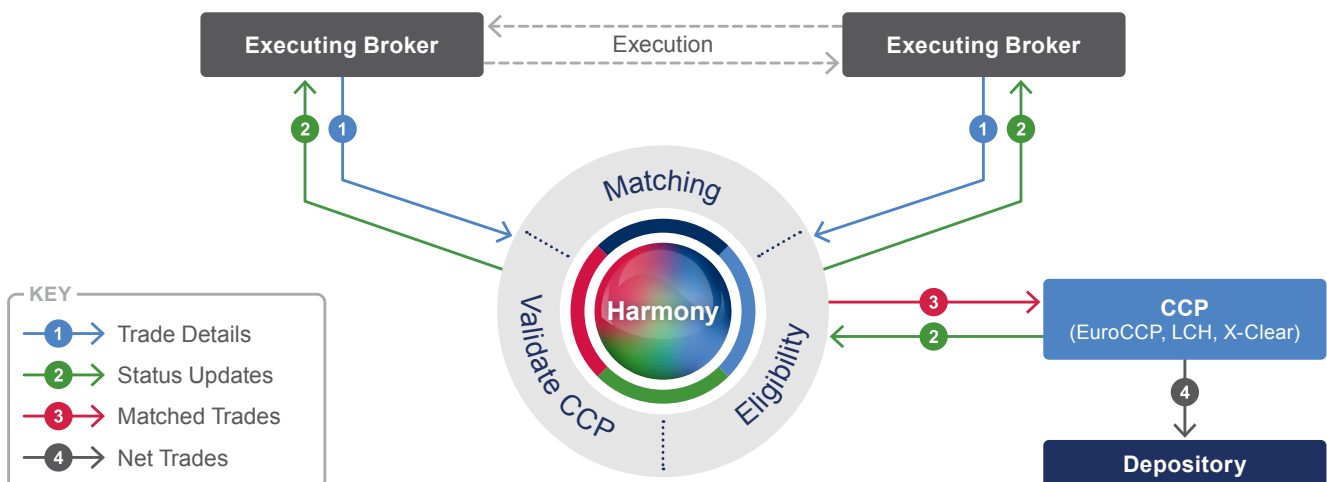 Executing Broker
Execution
Executing Broker
2
1
1
2
Matching
Harmony
Validate CCP
Eligibility
3
2
CCP
(EuroCCP, LCH, X-Clear)
4
Depository
KEY
1 Trade Details
2 Status Updates
3 Matched Trades
4 Net Trades